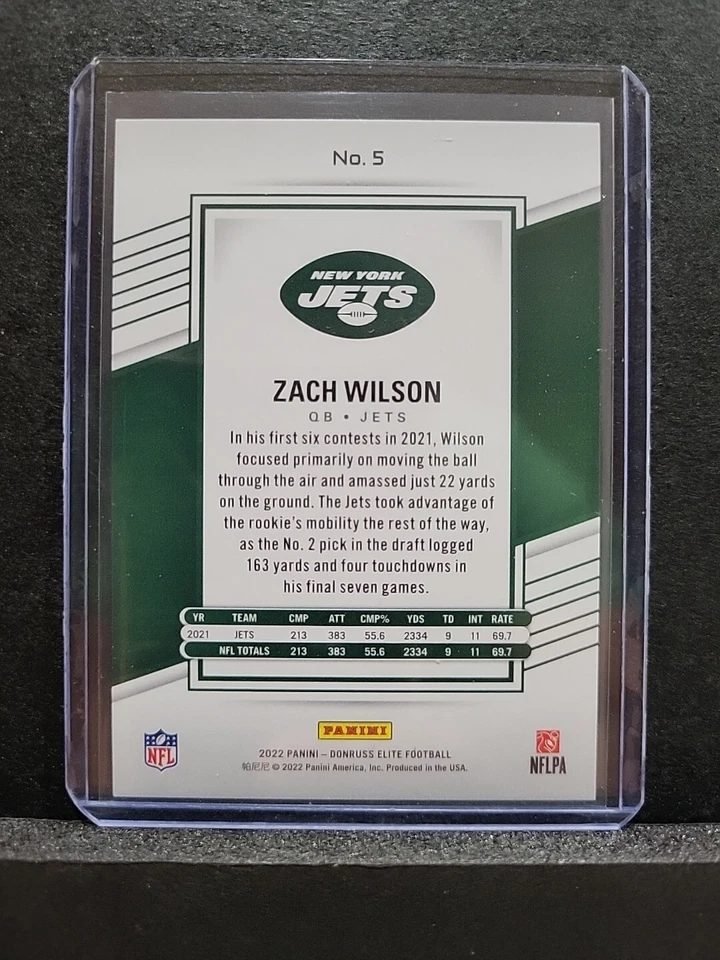 No. 5
NEW YORK
JETS
ZACH WILSON
QB • JETS
In his first six contests in 2021, Wilson
focused primarily on moving the ball
through the air and amassed just 22 yards
on the ground. The Jets took advantage of
the rookie's mobility the rest of the way,
as the No. 2 pick in the draft logged
163 yards and four touchdowns in
his final seven games.
YR TEAM CMP ATT CMP% YDS TD INT RATE
2021 JETS 213 383 55.6 2334 9 11 69.7
NFL TOTALS 213 383 55.6 2334 9 11 69.7
PANINI
NFL
2022 PANINI – DONRUSS ELITE FOOTBALL
帕尼尼 © 2022 Panini America, Inc. Produced in the USA.
NFLPA